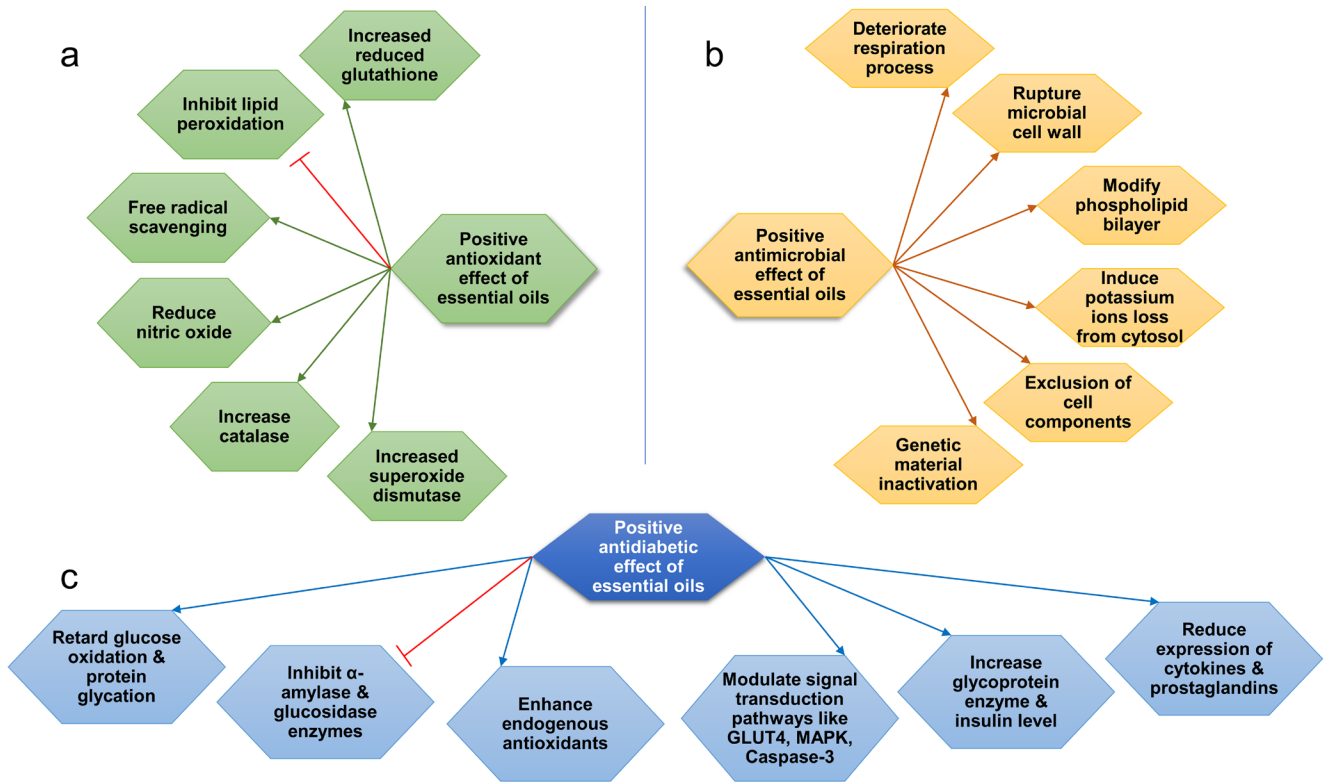 a
Increased
reduced
glutathione
Inhibit lipid
peroxidation
Free radical
scavenging
Positive
antioxidant
effect of
essential oils
Reduce
nitric oxide
Increase
catalase
Increased
superoxide
dismutase
b
Deteriorate
respiration
process
Rupture
microbial
cell wall
Modify
phospholipid
bilayer
Positive
antimicrobial
effect of
essential oils
Induce
potassium
ions loss
from cytosol
Exclusion of
cell
components
Genetic
material
inactivation
c
Positive
antidiabetic
effect of
essential oils
Retard glucose
oxidation &
protein
glycation
Inhibit α-
amylase &
glucosidase
enzymes
Enhance
endogenous
antioxidants
Modulate signal
transduction
pathways like
GLUT4, MAPK,
Caspase-3
Increase
glycoprotein
enzyme &
insulin level
Reduce
expression of
cytokines &
prostaglandins